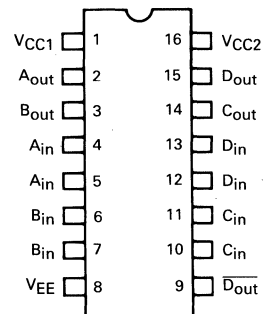 VCC1 1 16 VCC2
Aout 2 15 Dout
Bout 3 14 Cout
Ain 4 13 Din
Ain 5 12 Din
Bin 6 11 Cin
Bin 7 10 Cin
VEE 8 9 D̅o̅u̅t̅